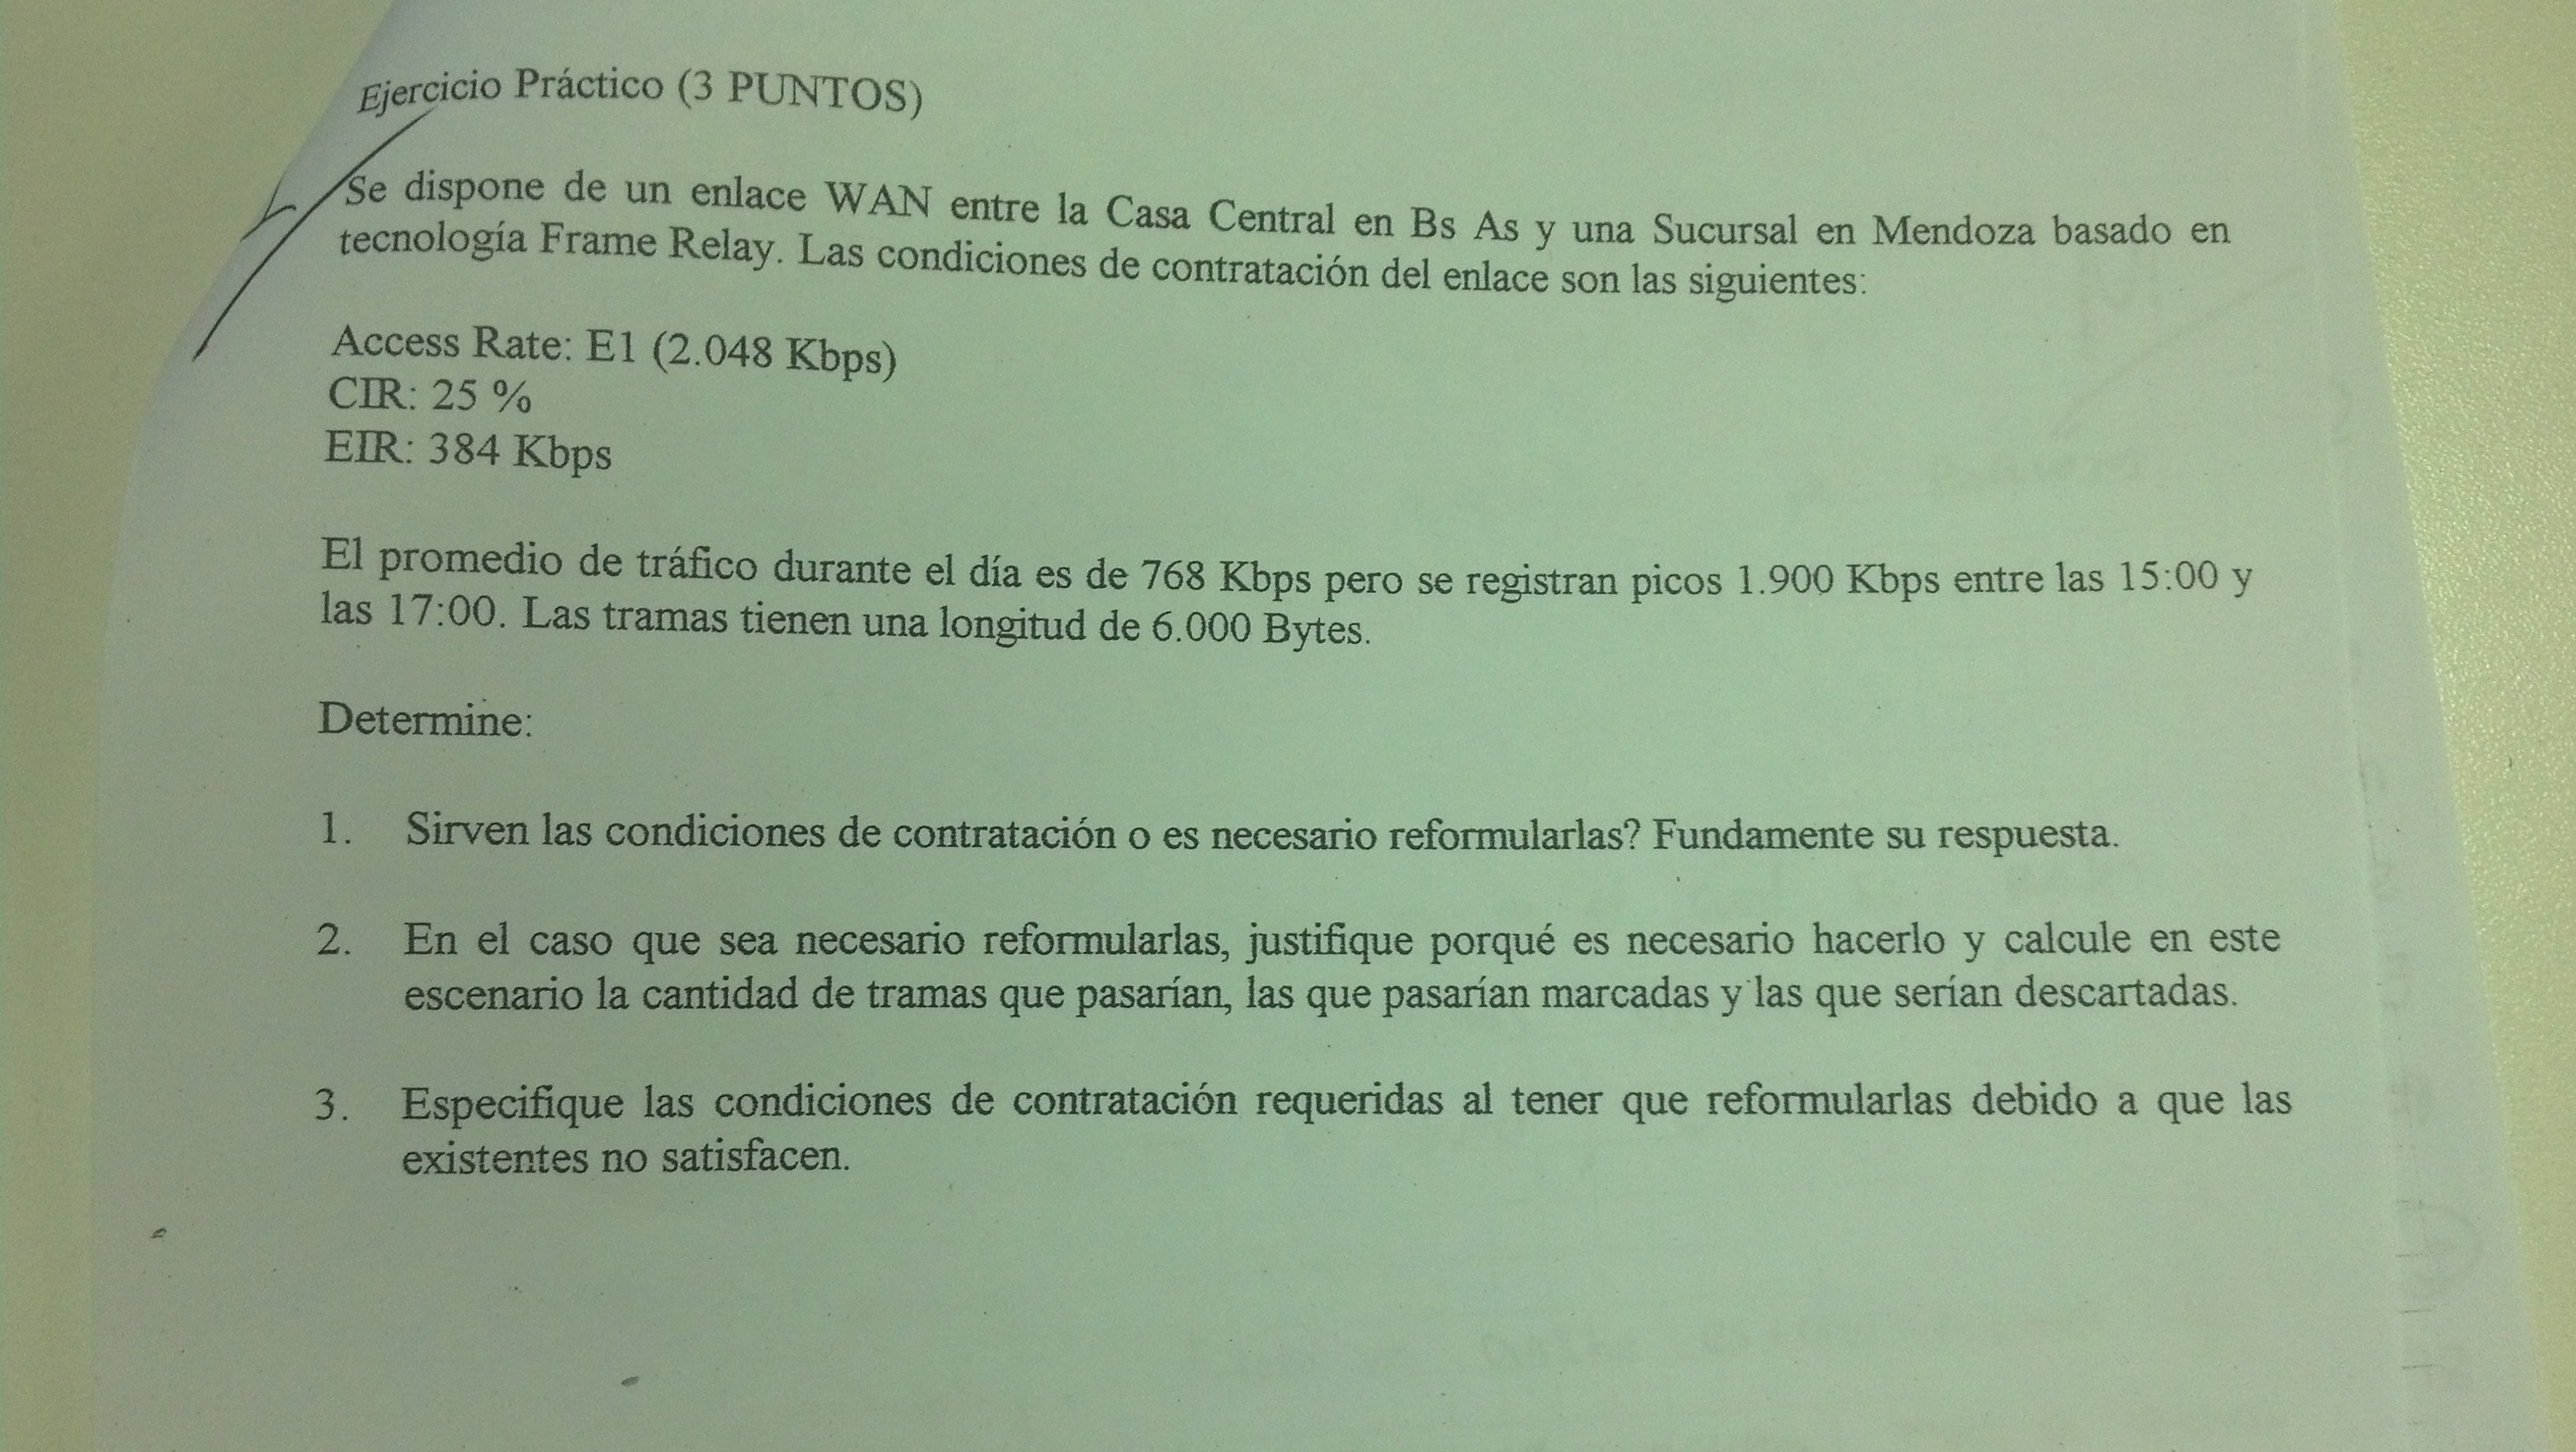 Ejercicio Práctico (3 PUNTOS)
Se dispone de un enlace WAN entre la Casa Central en Bs As y una Sucursal en Mendoza basado en
tecnología Frame Relay. Las condiciones de contratación del enlace son las siguientes:
Access Rate: E1 (2.048 Kbps)
CIR: 25 %
EIR: 384 Kbps
El promedio de tráfico durante el día es de 768 Kbps pero se registran picos 1.900 Kbps entre las 15:00 y
las 17:00. Las tramas tienen una longitud de 6.000 Bytes.
Determine:
1. Sirven las condiciones de contratación o es necesario reformularlas? Fundamente su respuesta.
2. En el caso que sea necesario reformularlas, justifique porqué es necesario hacerlo y calcule en este
escenario la cantidad de tramas que pasarían, las que pasarían marcadas y las que serían descartadas.
3. Especifique las condiciones de contratación requeridas al tener que reformularlas debido a que las
existentes no satisfacen.